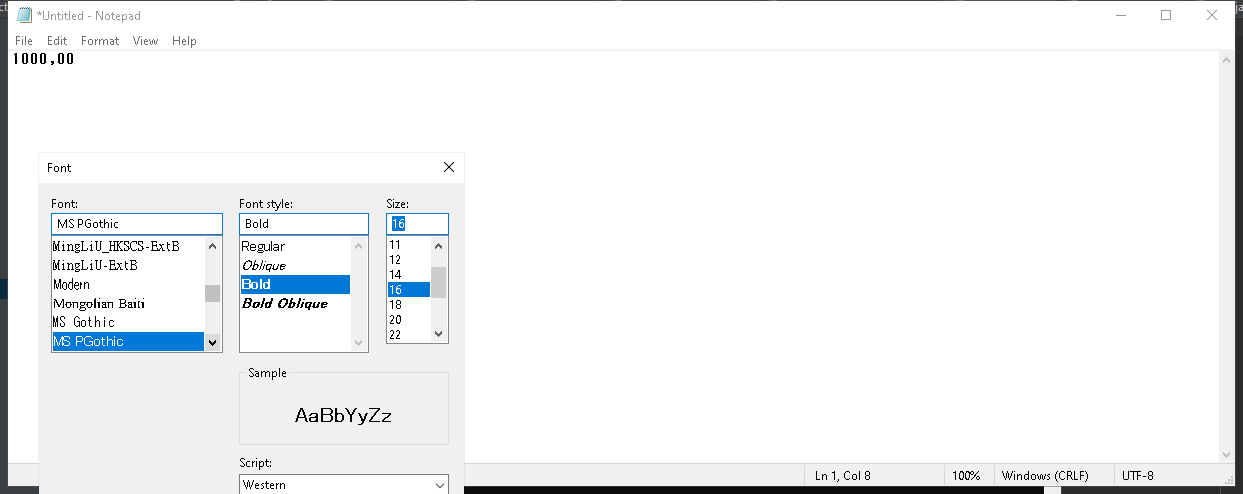 *Untitled - Notepad
File Edit Format View Help
1000,00
Font
Font: Font style: Size:
MS PGothic Bold 16
MingLiU_HKSCS-ExtB Regular 11
MingLiU-ExtB Oblique 12
Modern Bold 14
Mongolian Baiti Bold Oblique 16
MS Gothic 18
MS PGothic 20
22
Sample
AaBbYyZz
Script:
Western
Ln 1, Col 8 100% Windows (CRLF) UTF-8